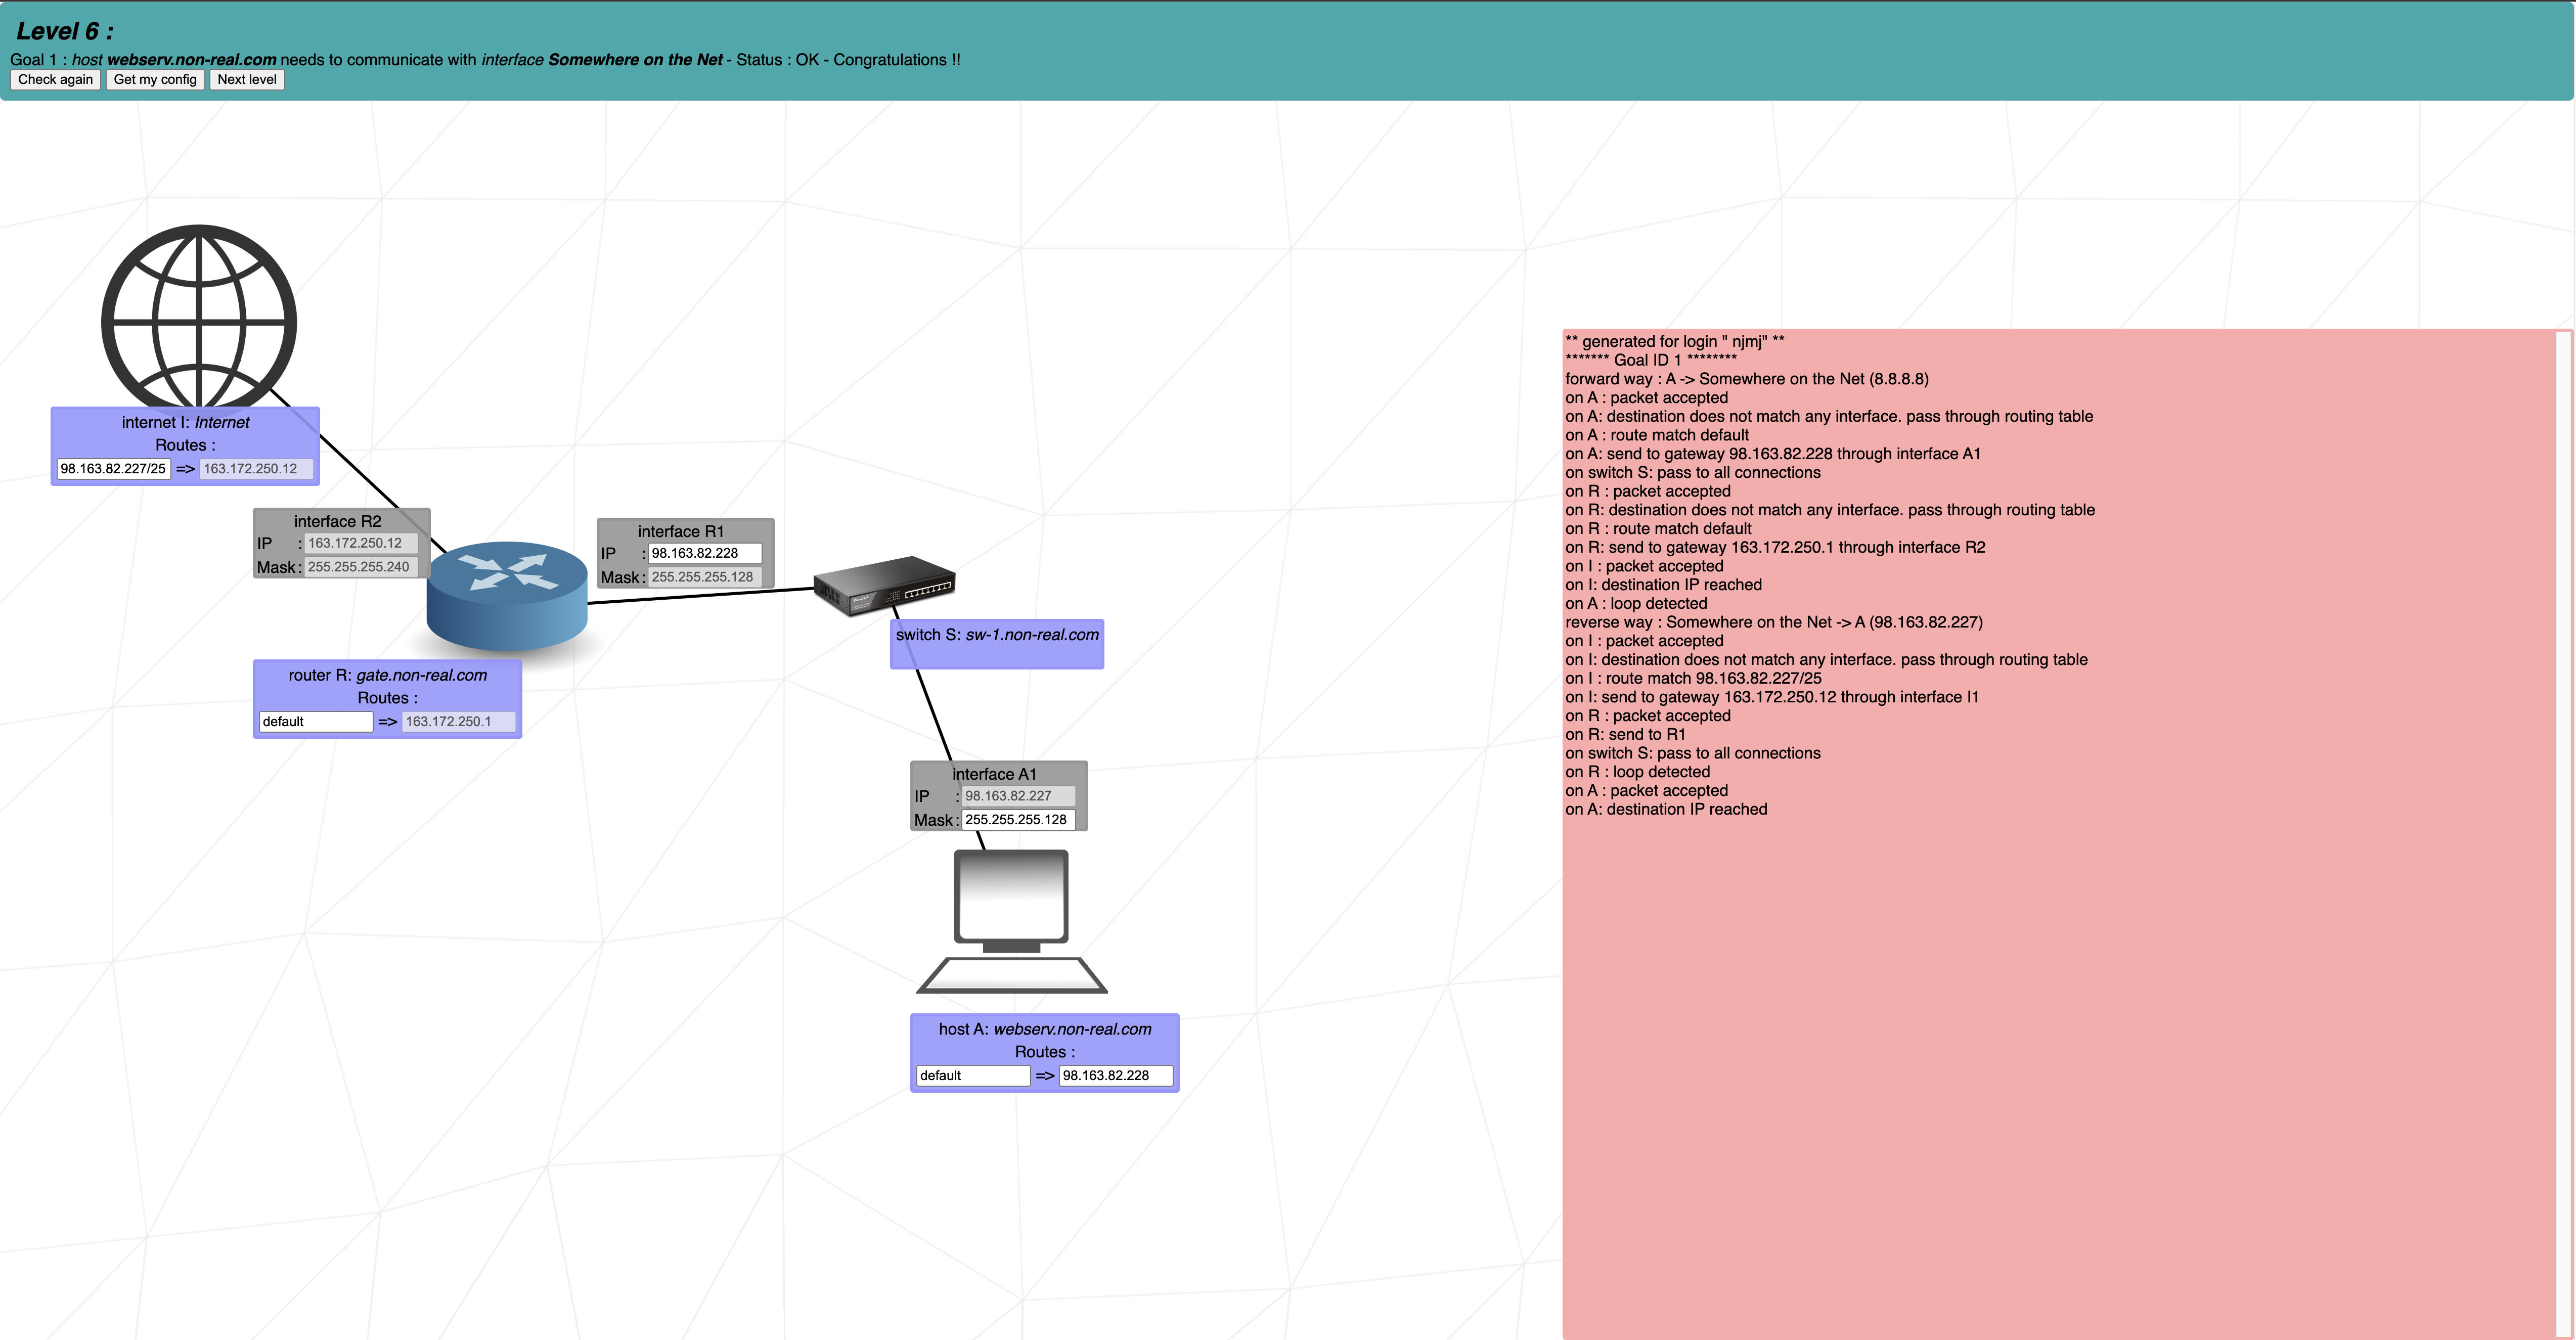 Level 6 :
Goal 1 : host webserv.non-real.com needs to communicate with interface Somewhere on the Net - Status : OK - Congratulations !!
Check again Get my config Next level
internet I: Internet
Routes :
98.163.82.227/25 => 163.172.250.12
interface R2
IP : 163.172.250.12
Mask : 255.255.255.240
interface R1
IP : 98.163.82.228
Mask : 255.255.255.128
switch S: sw-1.non-real.com
router R: gate.non-real.com
Routes :
default => 163.172.250.1
interface A1
IP : 98.163.82.227
Mask : 255.255.255.128
host A: webserv.non-real.com
Routes :
default => 98.163.82.228
** generated for login " njmj" **
******* Goal ID 1 ********
forward way : A -> Somewhere on the Net (8.8.8.8)
on A : packet accepted
on A: destination does not match any interface. pass through routing table
on A : route match default
on A: send to gateway 98.163.82.228 through interface A1
on switch S: pass to all connections
on R : packet accepted
on R: destination does not match any interface. pass through routing table
on R : route match default
on R: send to gateway 163.172.250.1 through interface R2
on I : packet accepted
on I: destination IP reached
on A : loop detected
reverse way : Somewhere on the Net -> A (98.163.82.227)
on I : packet accepted
on I: destination does not match any interface. pass through routing table
on I : route match 98.163.82.227/25
on I: send to gateway 163.172.250.12 through interface I1
on R : packet accepted
on R: send to R1
on switch S: pass to all connections
on R : loop detected
on A : packet accepted
on A: destination IP reached